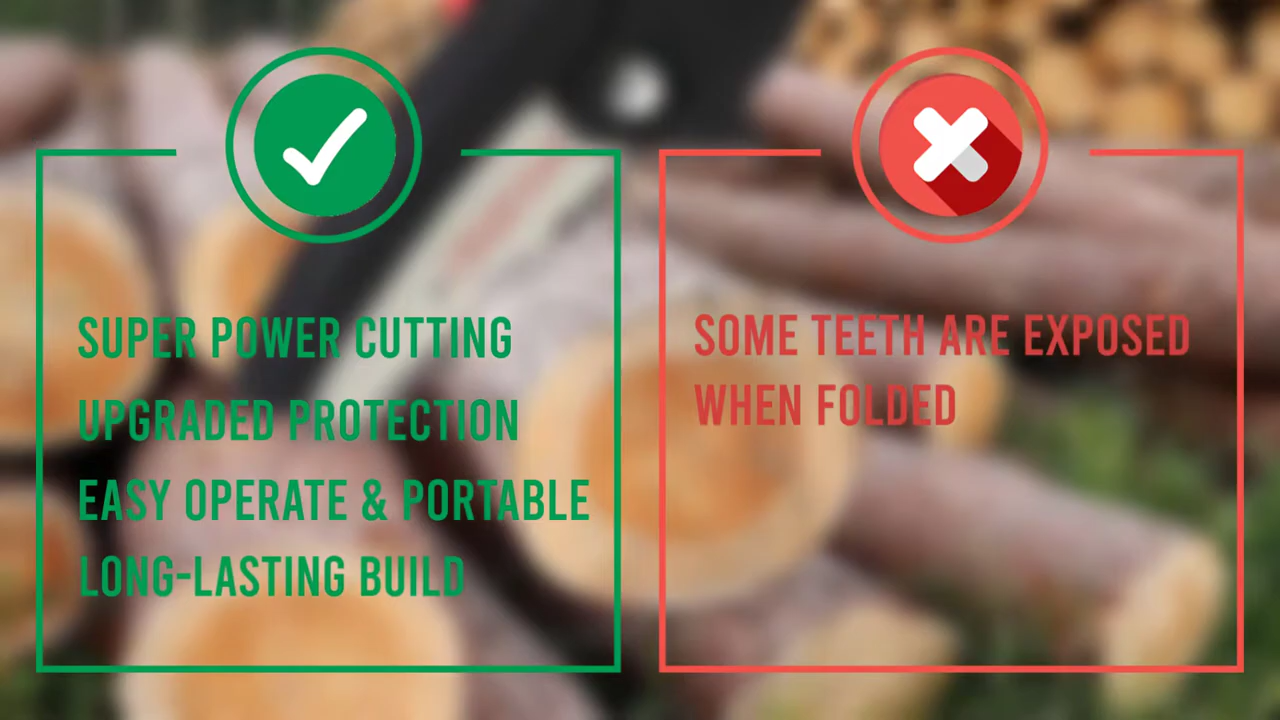 SUPER POWER CUTTING
UPGRADED PROTECTION
EASY OPERATE & PORTABLE
LONG-LASTING BUILD
SOME TEETH ARE EXPOSED
WHEN FOLDED